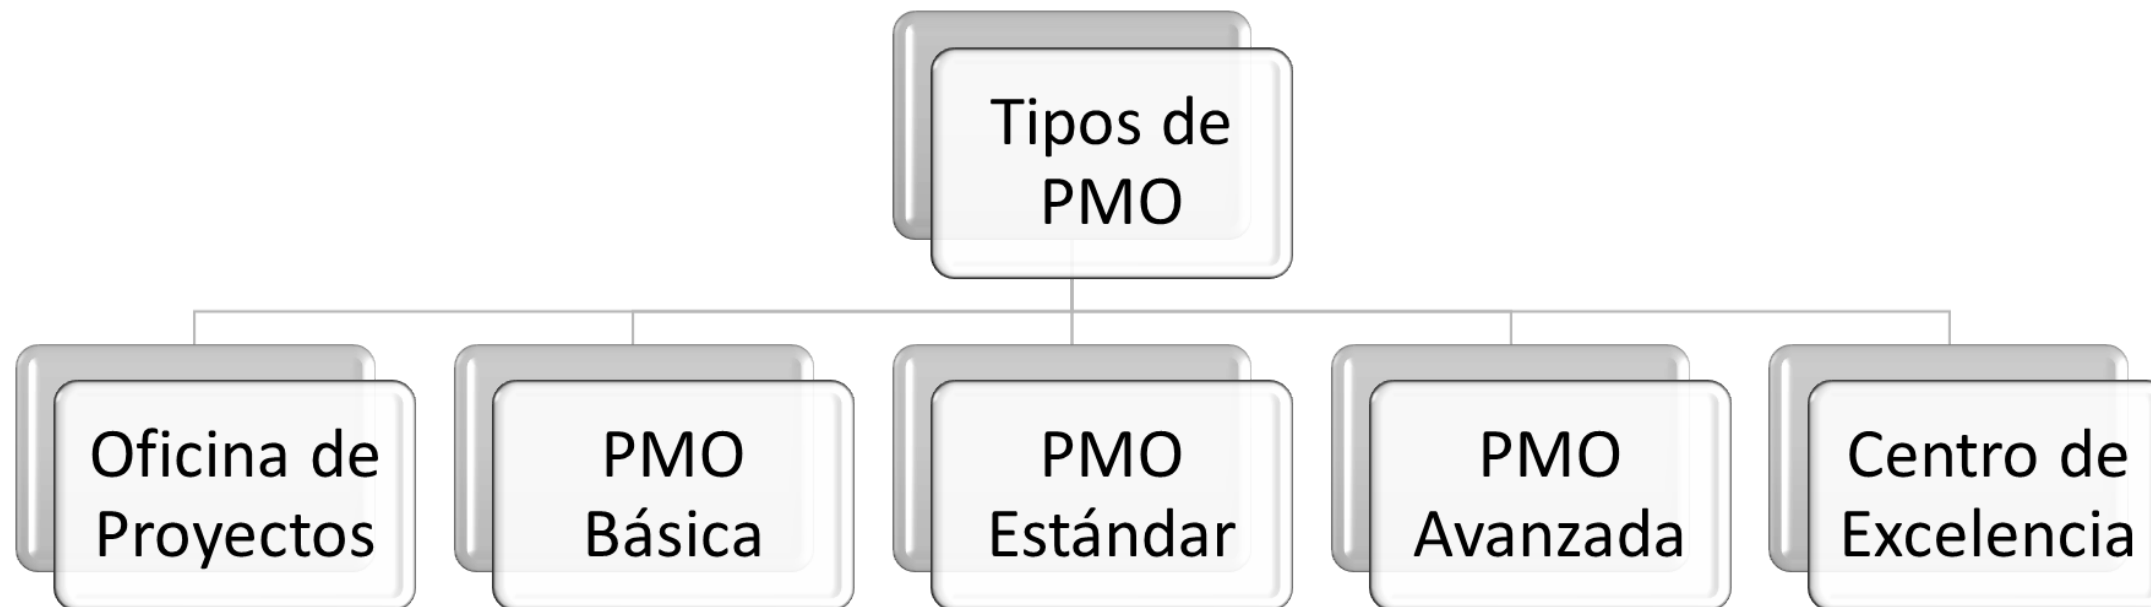 Tipos de
PMO
Oficina de
Proyectos
PMO
Básica
PMO
Estándar
PMO
Avanzada
Centro de
Excelencia